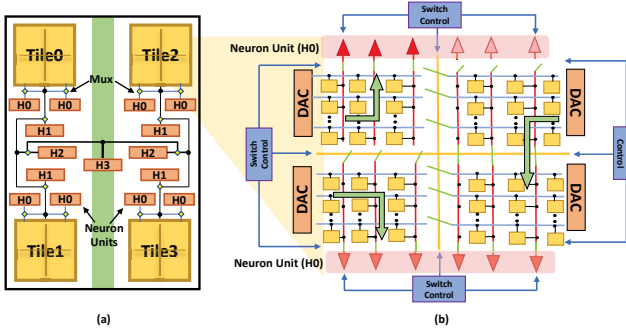 (a)
Tile0
Tile2
Mux
H0
H0
H0
H0
H1
H1
H2
H2
H3
H1
H1
H0
H0
H0
H0
Neuron
Units
Tile1
Tile3
(a)
Switch
Control
Neuron Unit (H0)
DAC
DAC
Switch
Control
Control
DAC
DAC
Neuron Unit (H0)
Switch
Control
(b)